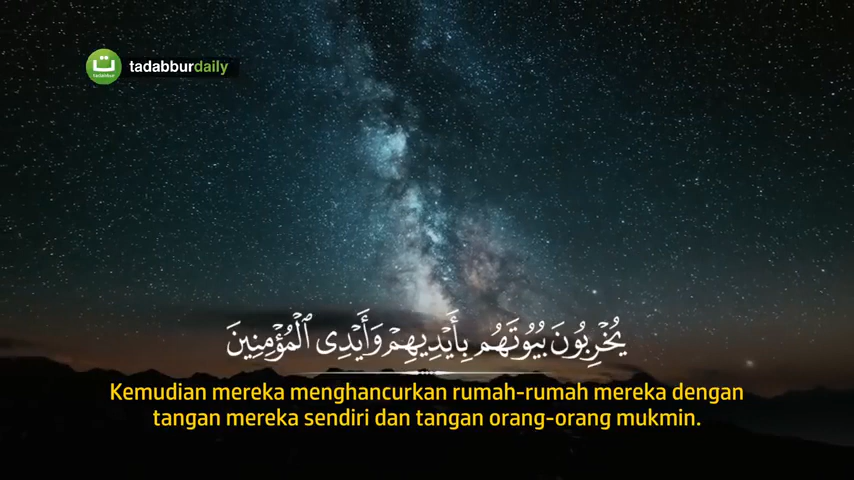 ت
tadabbur
tadabburdaily
يُخْرِبُونَ بُيُوتَهُم بِأَيْدِيهِمْ وَأَيْدِى ٱلْمُؤْمِنِينَ
Kemudian mereka menghancurkan rumah-rumah mereka dengan
tangan mereka sendiri dan tangan orang-orang mukmin.